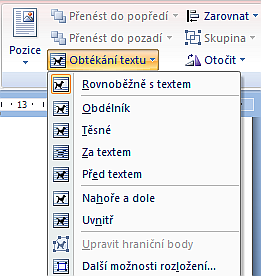 Přenést do popředí
Zarovnat
Přenést do pozadí
Skupina
Pozice
Obtékání textu
Otočit
13
Rovnoběžně s textem
Obdélník
Těsné
Za textem
Před textem
Nahoře a dole
Uvnitř
Upravit hraniční body
Další možnosti rozložení...